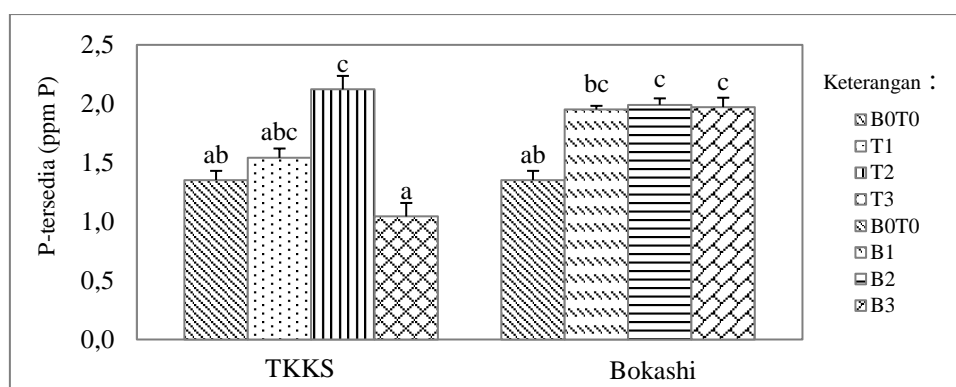 P-tersedia (ppm P)
2,5
2,0
1,5
1,0
0,5
0,0
ab
abc
c
a
ab
bc
c
c
TKKS
Bokashi
Keterangan :
B0T0
T1
T2
T3
B0T0
B1
B2
B3